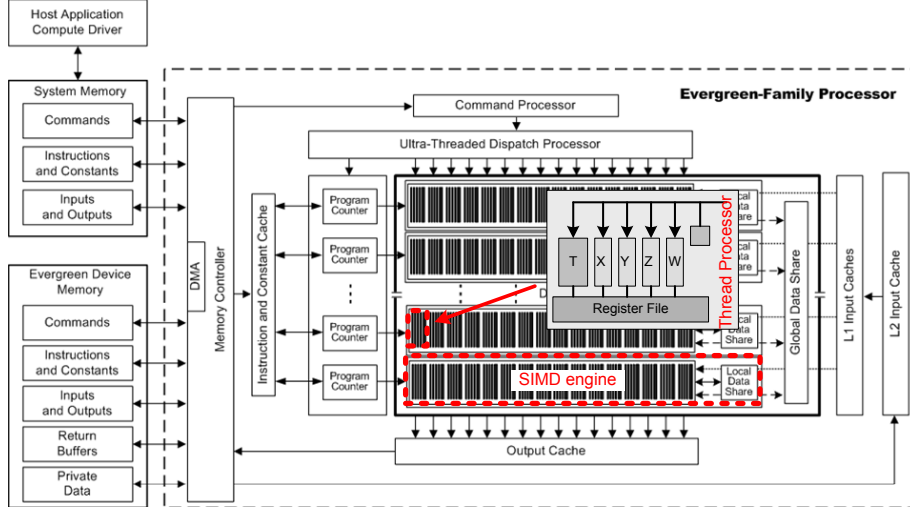 Host Application
Compute Driver
System Memory
Commands
Instructions
and Constants
Inputs
and Outputs
Evergreen Device
Memory
Commands
Instructions
and Constants
Inputs
and Outputs
Return
Buffers
Private
Data
DMA
Memory Controller
Instruction and Constant Cache
Evergreen-Family Processor
Command Processor
Ultra-Threaded Dispatch Processor
Program
Counter
Program
Counter
Program
Counter
Program
Counter
T
X
Y
Z
W
Register File
Thread Processor
D
SIMD engine
Data
Share
Local
Data
Share
Global Data Share
L1 Input Caches
L2 Input Cache
Output Cache